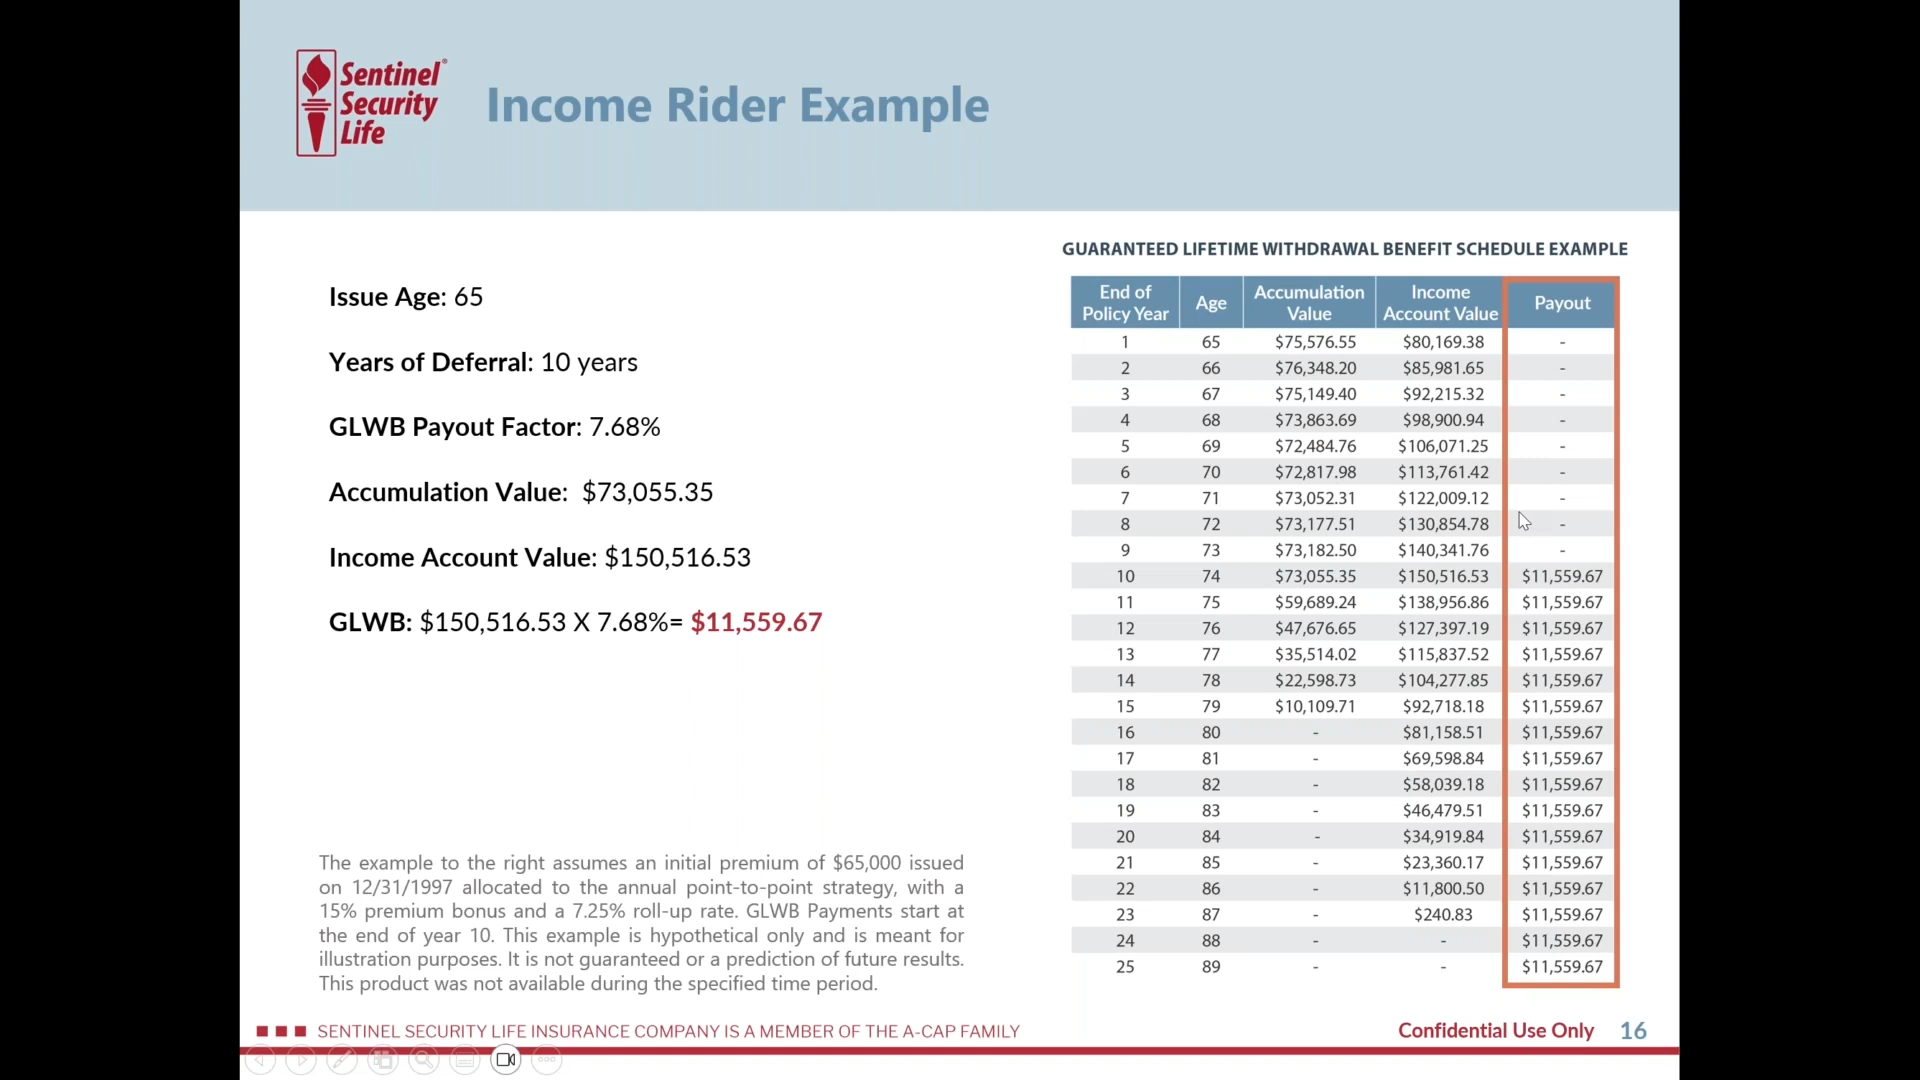 Sentinel®
Security
Life
Income Rider Example
Issue Age: 65
Years of Deferral: 10 years
GLWB Payout Factor: 7.68%
Accumulation Value:  $73,055.35
Income Account Value: $150,516.53
GLWB: $150,516.53 X 7.68%= $11,559.67
The example to the right assumes an initial premium of $65,000 issued
on 12/31/1997 allocated to the annual point-to-point strategy, with a
15% premium bonus and a 7.25% roll-up rate. GLWB Payments start at
the end of year 10. This example is hypothetical only and is meant for
illustration purposes. It is not guaranteed or a prediction of future results.
This product was not available during the specified time period.
GUARANTEED LIFETIME WITHDRAWAL BENEFIT SCHEDULE EXAMPLE
End of Policy Year Age Accumulation Value Income Account Value Payout
1 65 $75,576.55 $80,169.38 -
2 66 $76,348.20 $85,981.65 -
3 67 $75,149.40 $92,215.32 -
4 68 $73,863.69 $98,900.94 -
5 69 $72,484.76 $106,071.25 -
6 70 $72,817.98 $113,761.42 -
7 71 $73,052.31 $122,009.12 -
8 72 $73,177.51 $130,854.78 -
9 73 $73,182.50 $140,341.76 -
10 74 $73,055.35 $150,516.53 $11,559.67
11 75 $59,689.24 $138,956.86 $11,559.67
12 76 $47,676.65 $127,397.19 $11,559.67
13 77 $35,514.02 $115,837.52 $11,559.67
14 78 $22,598.73 $104,277.85 $11,559.67
15 79 $10,109.71 $92,718.18 $11,559.67
16 80 - $81,158.51 $11,559.67
17 81 - $69,598.84 $11,559.67
18 82 - $58,039.18 $11,559.67
19 83 - $46,479.51 $11,559.67
20 84 - $34,919.84 $11,559.67
21 85 - $23,360.17 $11,559.67
22 86 - $11,800.50 $11,559.67
23 87 - $240.83 $11,559.67
24 88 - - $11,559.67
25 89 - - $11,559.67
SENTINEL SECURITY LIFE INSURANCE COMPANY IS A MEMBER OF THE A-CAP FAMILY
Confidential Use Only 16